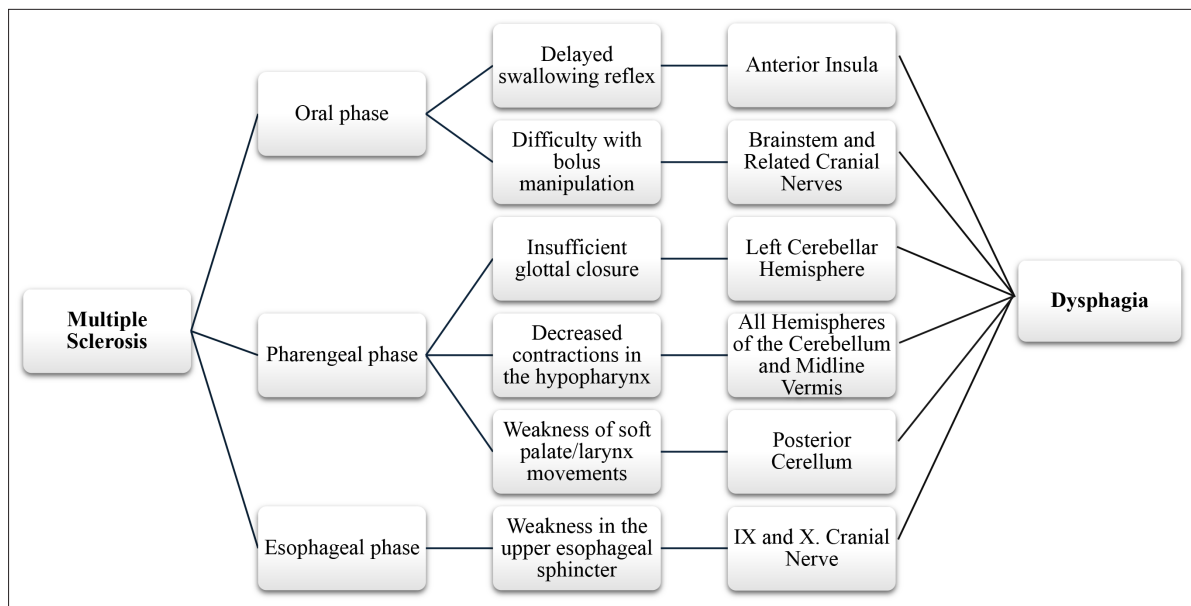 Multiple
Sclerosis
Oral phase
Pharengeal phase
Esophageal phase
Delayed
swallowing reflex
Difficulty with
bolus
manipulation
Insufficient
glottal closure
Decreased
contractions in
the hypopharynx
Weakness of soft
palate/larynx
movements
Weakness in the
upper esophageal
sphincter
Anterior Insula
Brainstem and
Related Cranial
Nerves
Left Cerebellar
Hemisphere
All Hemispheres
of the Cerebellum
and Midline
Vermis
Posterior
Cerellum
IX and X. Cranial
Nerve
Dysphagia